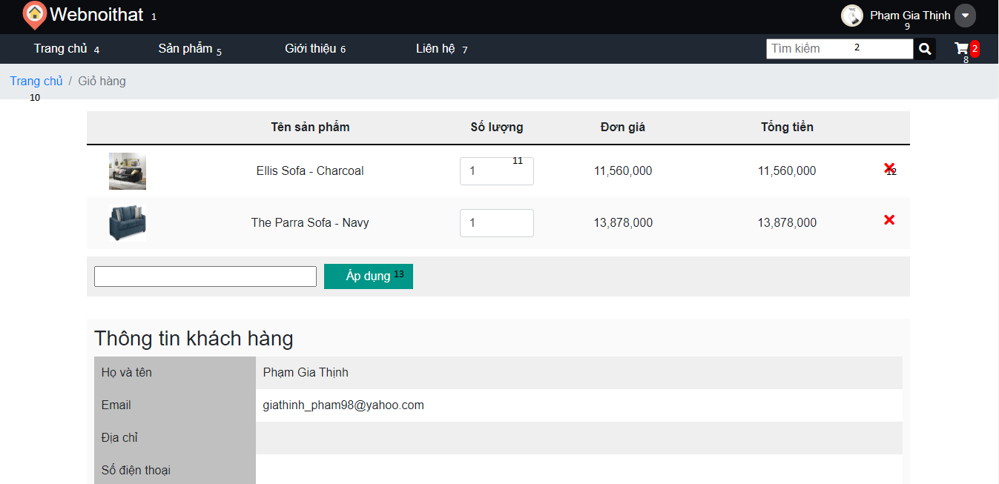 Webnoithat 1
Phạm Gia Thịnh
9
Trang chủ 4 Sản phẩm 5 Giới thiệu 6 Liên hệ 7 Tìm kiếm 2 2
8
Trang chủ / Giỏ hàng
10
Tên sản phẩm Số lượng Đơn giá Tổng tiền
11
Ellis Sofa - Charcoal 1 11,560,000 11,560,000 12
The Parra Sofa - Navy 1 13,878,000 13,878,000
Áp dụng 13
Thông tin khách hàng
Họ và tên Phạm Gia Thịnh
Email giathinh_pham98@yahoo.com
Địa chỉ
Số điện thoại